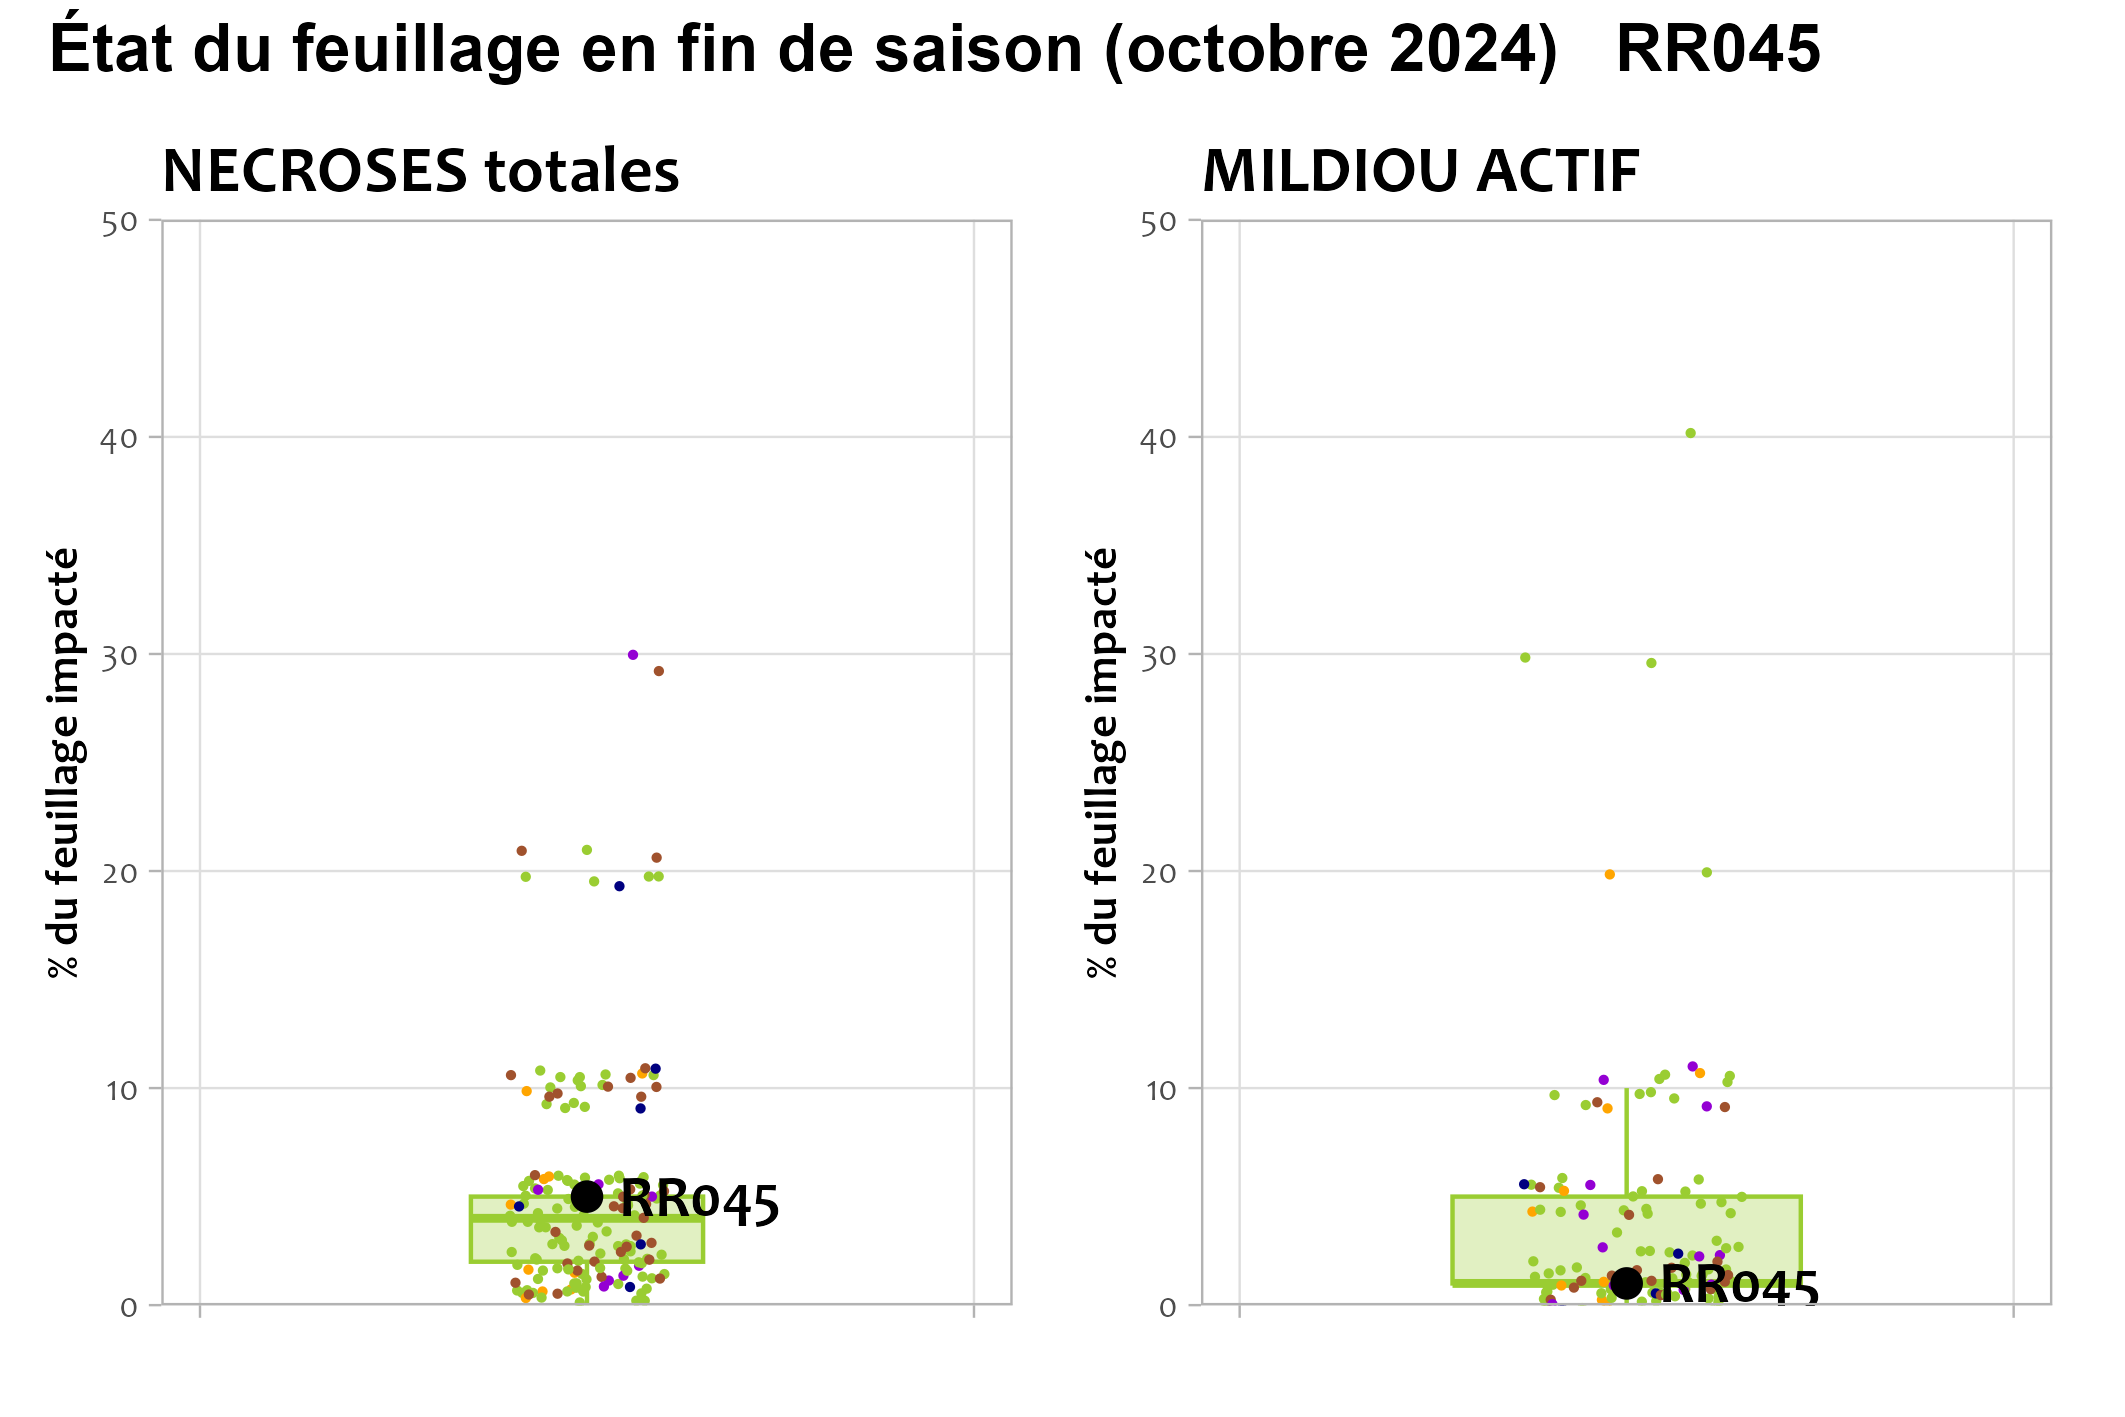 État du feuillage en fin de saison (octobre 2024) RR045
NECROSES totales
MILDIOU ACTIF
% du feuillage impacté
50
40
30
20
10
0
RR045
% du feuillage impacté
50
40
30
20
10
0
RR045